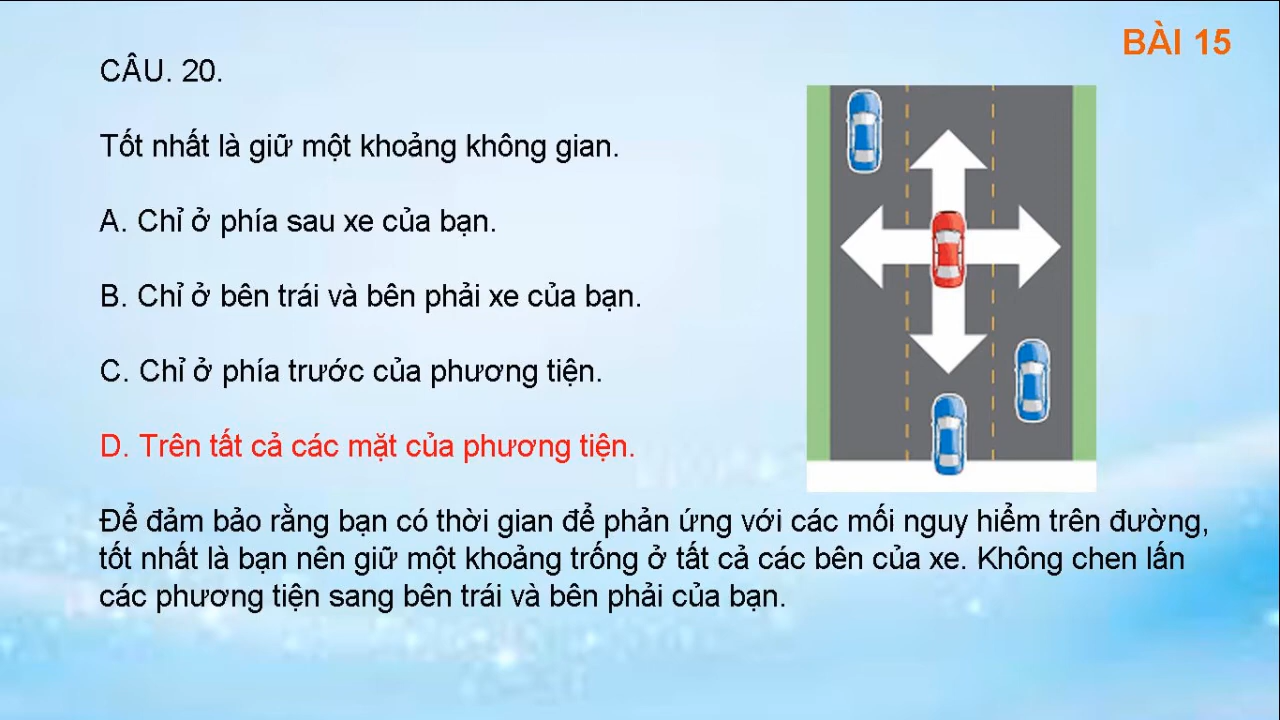 BÀI 15
CÂU. 20.
Tốt nhất là giữ một khoảng không gian.
A. Chỉ ở phía sau xe của bạn.
B. Chỉ ở bên trái và bên phải xe của bạn.
C. Chỉ ở phía trước của phương tiện.
D. Trên tất cả các mặt của phương tiện.
Để đảm bảo rằng bạn có thời gian để phản ứng với các mối nguy hiểm trên đường,
tốt nhất là bạn nên giữ một khoảng trống ở tất cả các bên của xe. Không chen lấn
các phương tiện sang bên trái và bên phải của bạn.